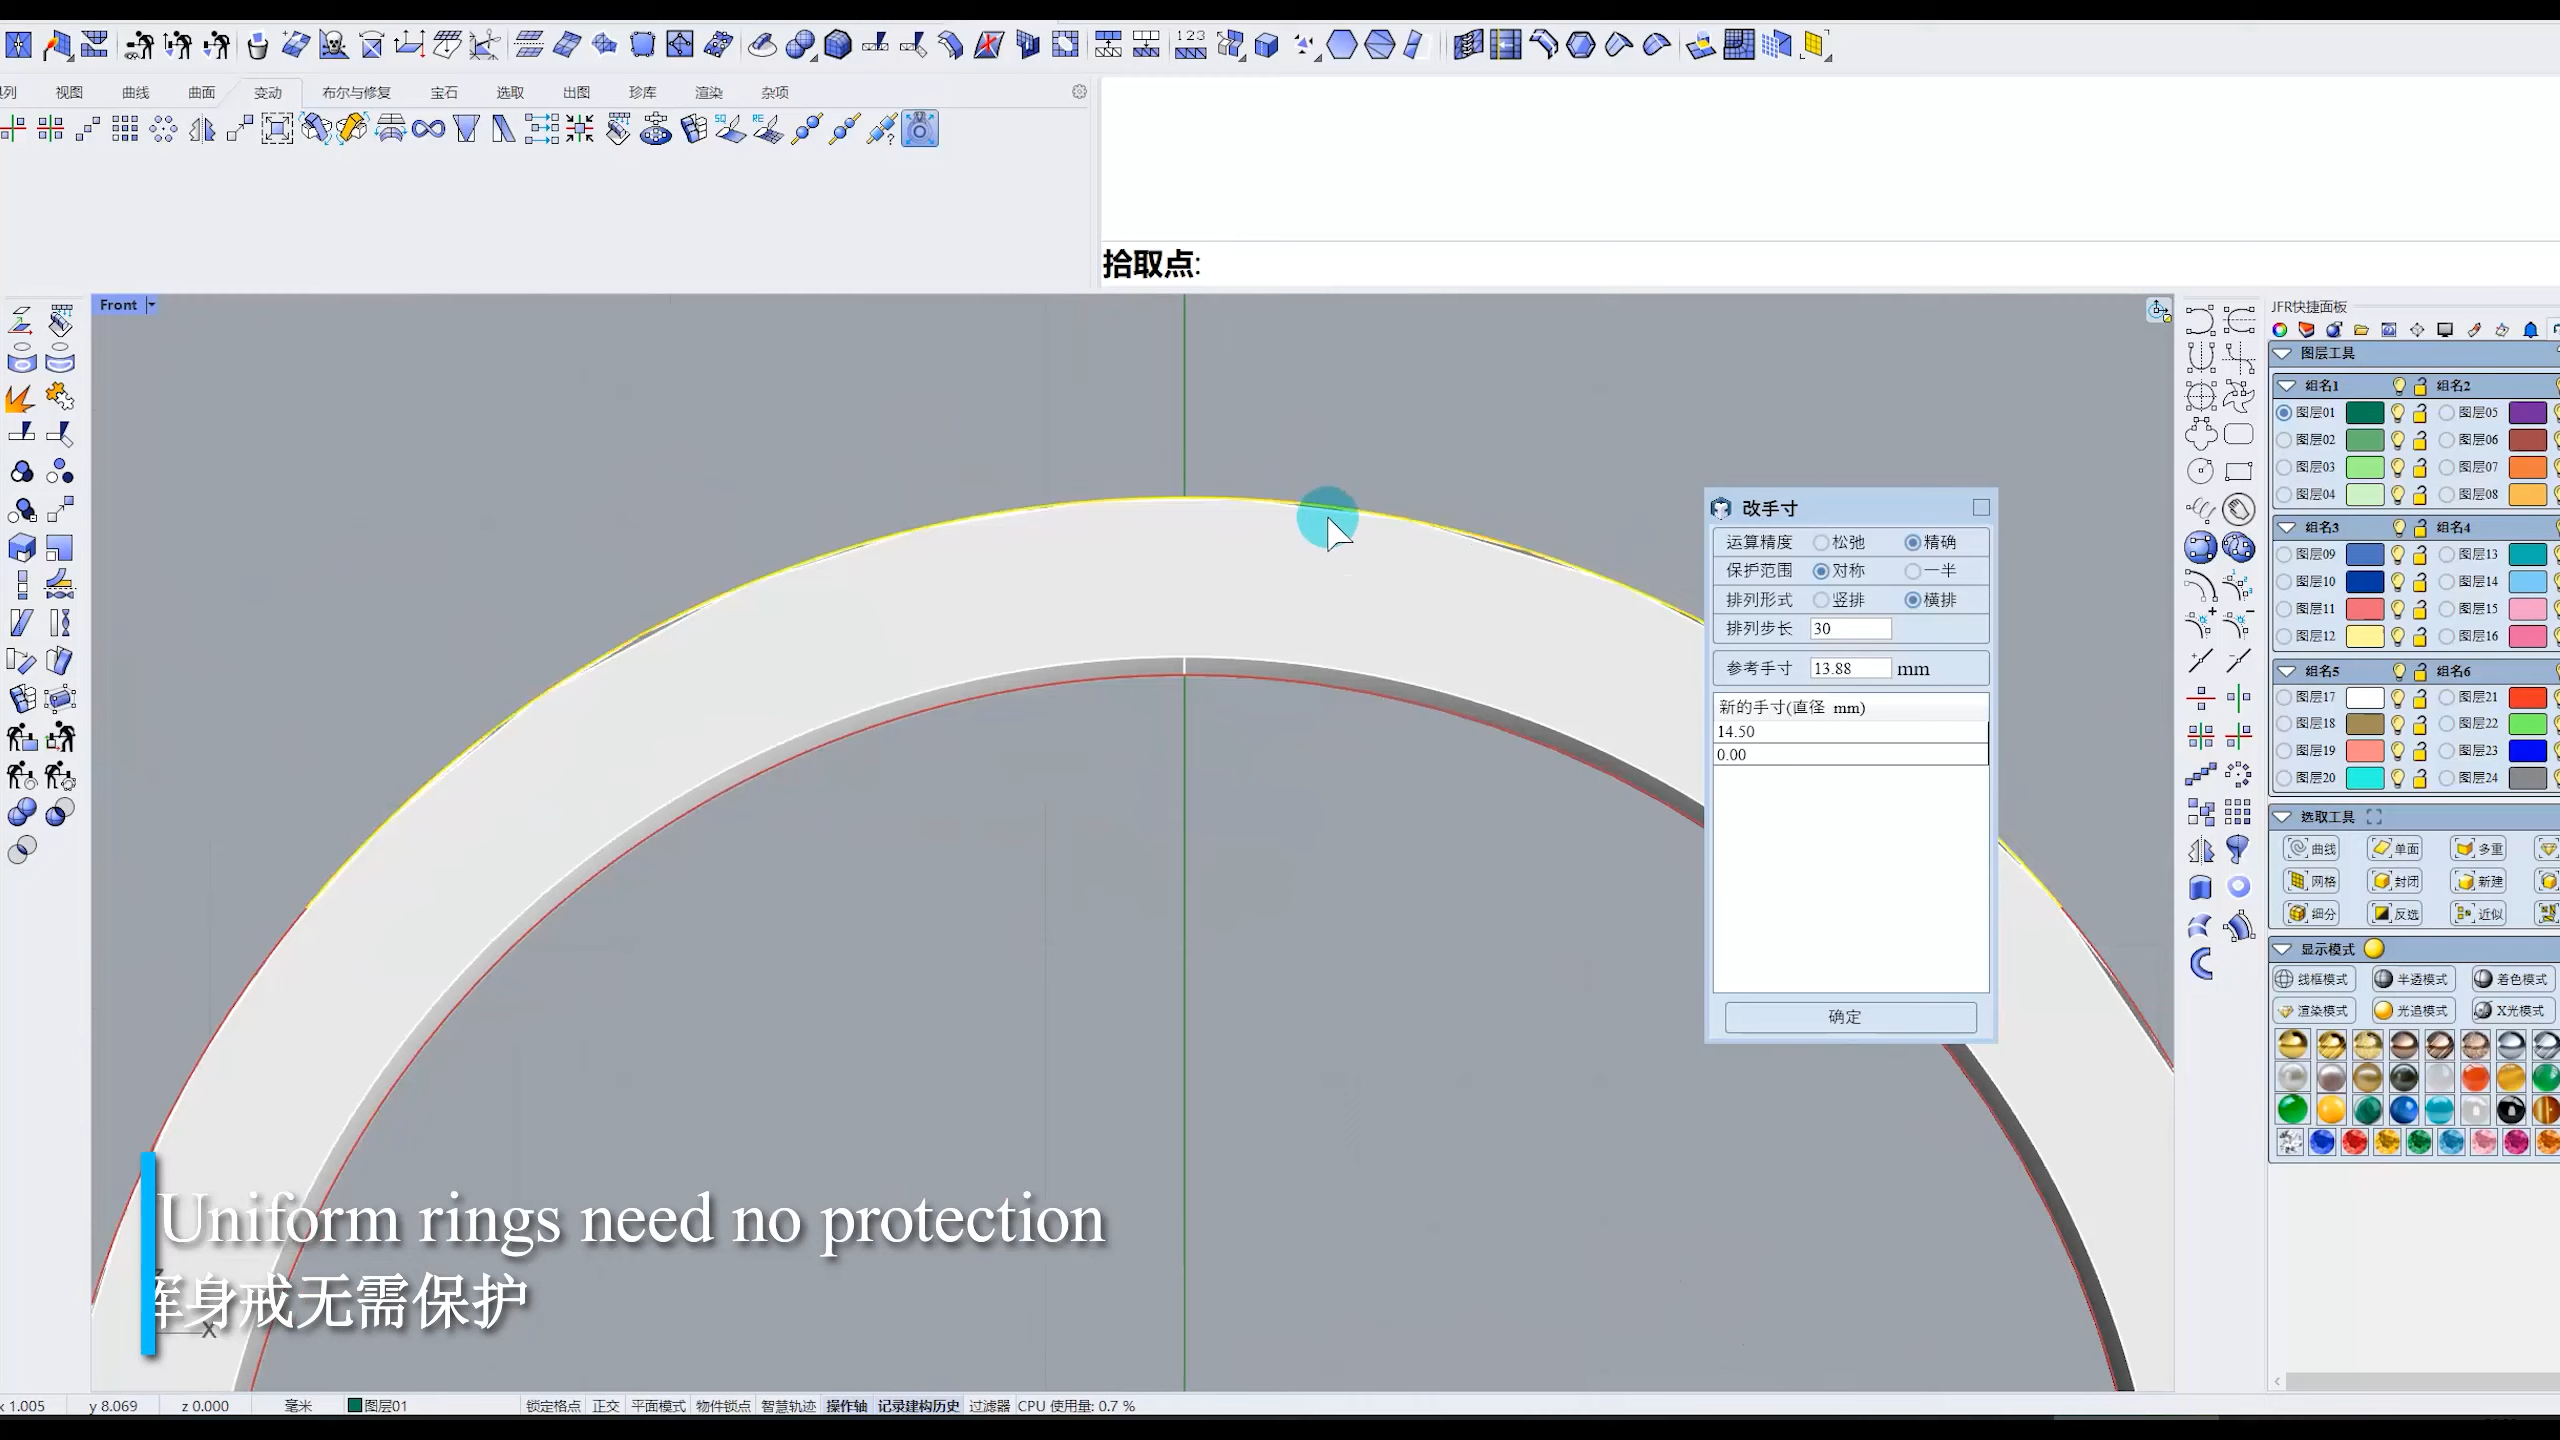 视图 曲线 曲面 变动 布尔与修复 宝石 选取 出图 珍库 渲染 杂项
拾取点:
Front
改手寸
运算精度 松弛 精确
保护范围 对称 一半
排列形式 竖排 横排
排列步长 30
参考手寸 13.88 mm
新的手寸(直径 mm)
14.50
0.00
确定
JFR快捷面板
图层工具
组名1 组名2
图层01 图层05
图层02 图层06
图层03 图层07
图层04 图层08
组名3 组名4
图层09 图层13
图层10 图层14
图层11 图层15
图层12 图层16
组名5 组名6
图层17 图层21
图层18 图层22
图层19 图层23
图层20 图层24
选取工具
曲线 单面 多重
网格 封闭 新建
细分 反选 近似
显示模式
线框模式 半透模式 着色模式
渲染模式 光追模式 X光模式
Uniform rings need no protection
浑身戒无需保护
X
x 1.005 y 8.069 z 0.000 毫米 图层01 锁定格点 正交 平面模式 物件锁点 智慧轨迹 操作轴 记录建构历史 过滤器 CPU 使用量: 0.7 %